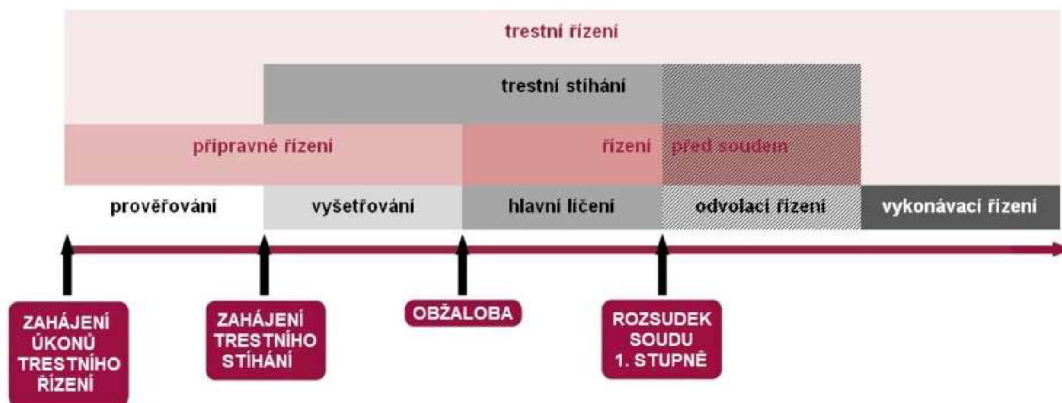 trestní řízení
trestní stíhání
přípravné řízení
řízení před soudem
prověřování
vyšetřování
hlavní líčení
odvolací řízení
vykonávací řízení
ZAHÁJENÍ
ÚKONŮ
TRESTNÍHO
ŘÍZENÍ
ZAHÁJENÍ
TRESTNÍHO
STÍHÁNÍ
OBŽALOBA
ROZSUDEK
SOUDU
1. STUPNĚ